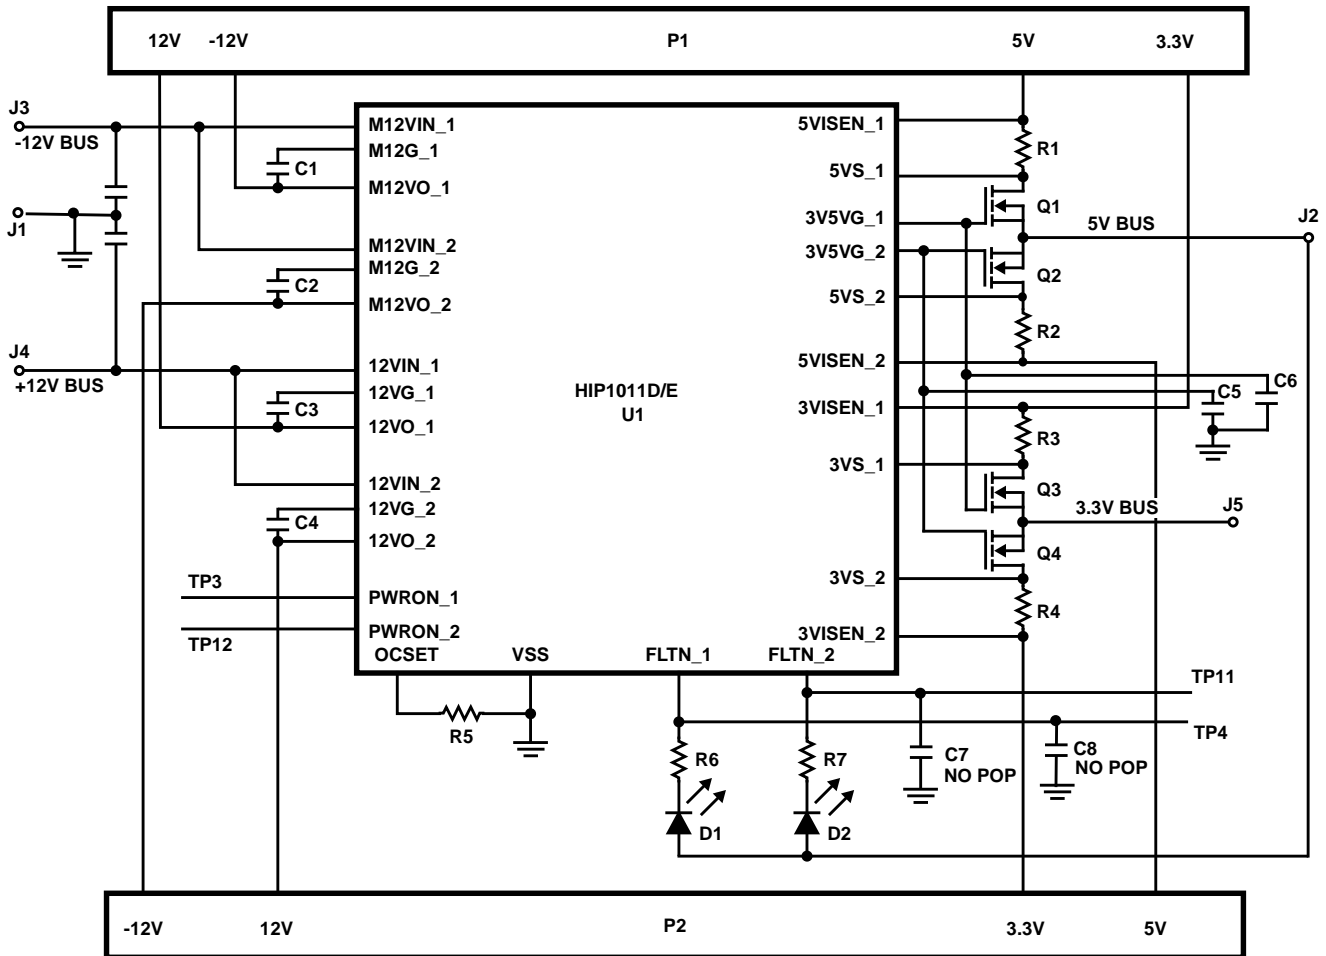 12V -12V P1 5V 3.3V
J3
-12V BUS
J1
J4
+12V BUS
M12VIN_1
M12G_1
C1
M12VO_1
M12VIN_2
M12G_2
C2
M12VO_2
12VIN_1
12VG_1
C3
12VO_1
12VIN_2
12VG_2
C4
12VO_2
TP3
PWRON_1
PWRON_2
TP12
OCSET VSS FLTN_1 FLTN_2
HIP1011D/E
U1
5VISEN_1
R1
5VS_1
Q1
3V5VG_1
5V BUS
J2
3V5VG_2
Q2
5VS_2
R2
5VISEN_2
C6
C5
3VISEN_1
R3
3VS_1
Q3
3.3V BUS
J5
Q4
3VS_2
R4
3VISEN_2
TP11
TP4
R5
R6
R7
C7
NO POP
C8
NO POP
D1
D2
-12V 12V P2 3.3V 5V